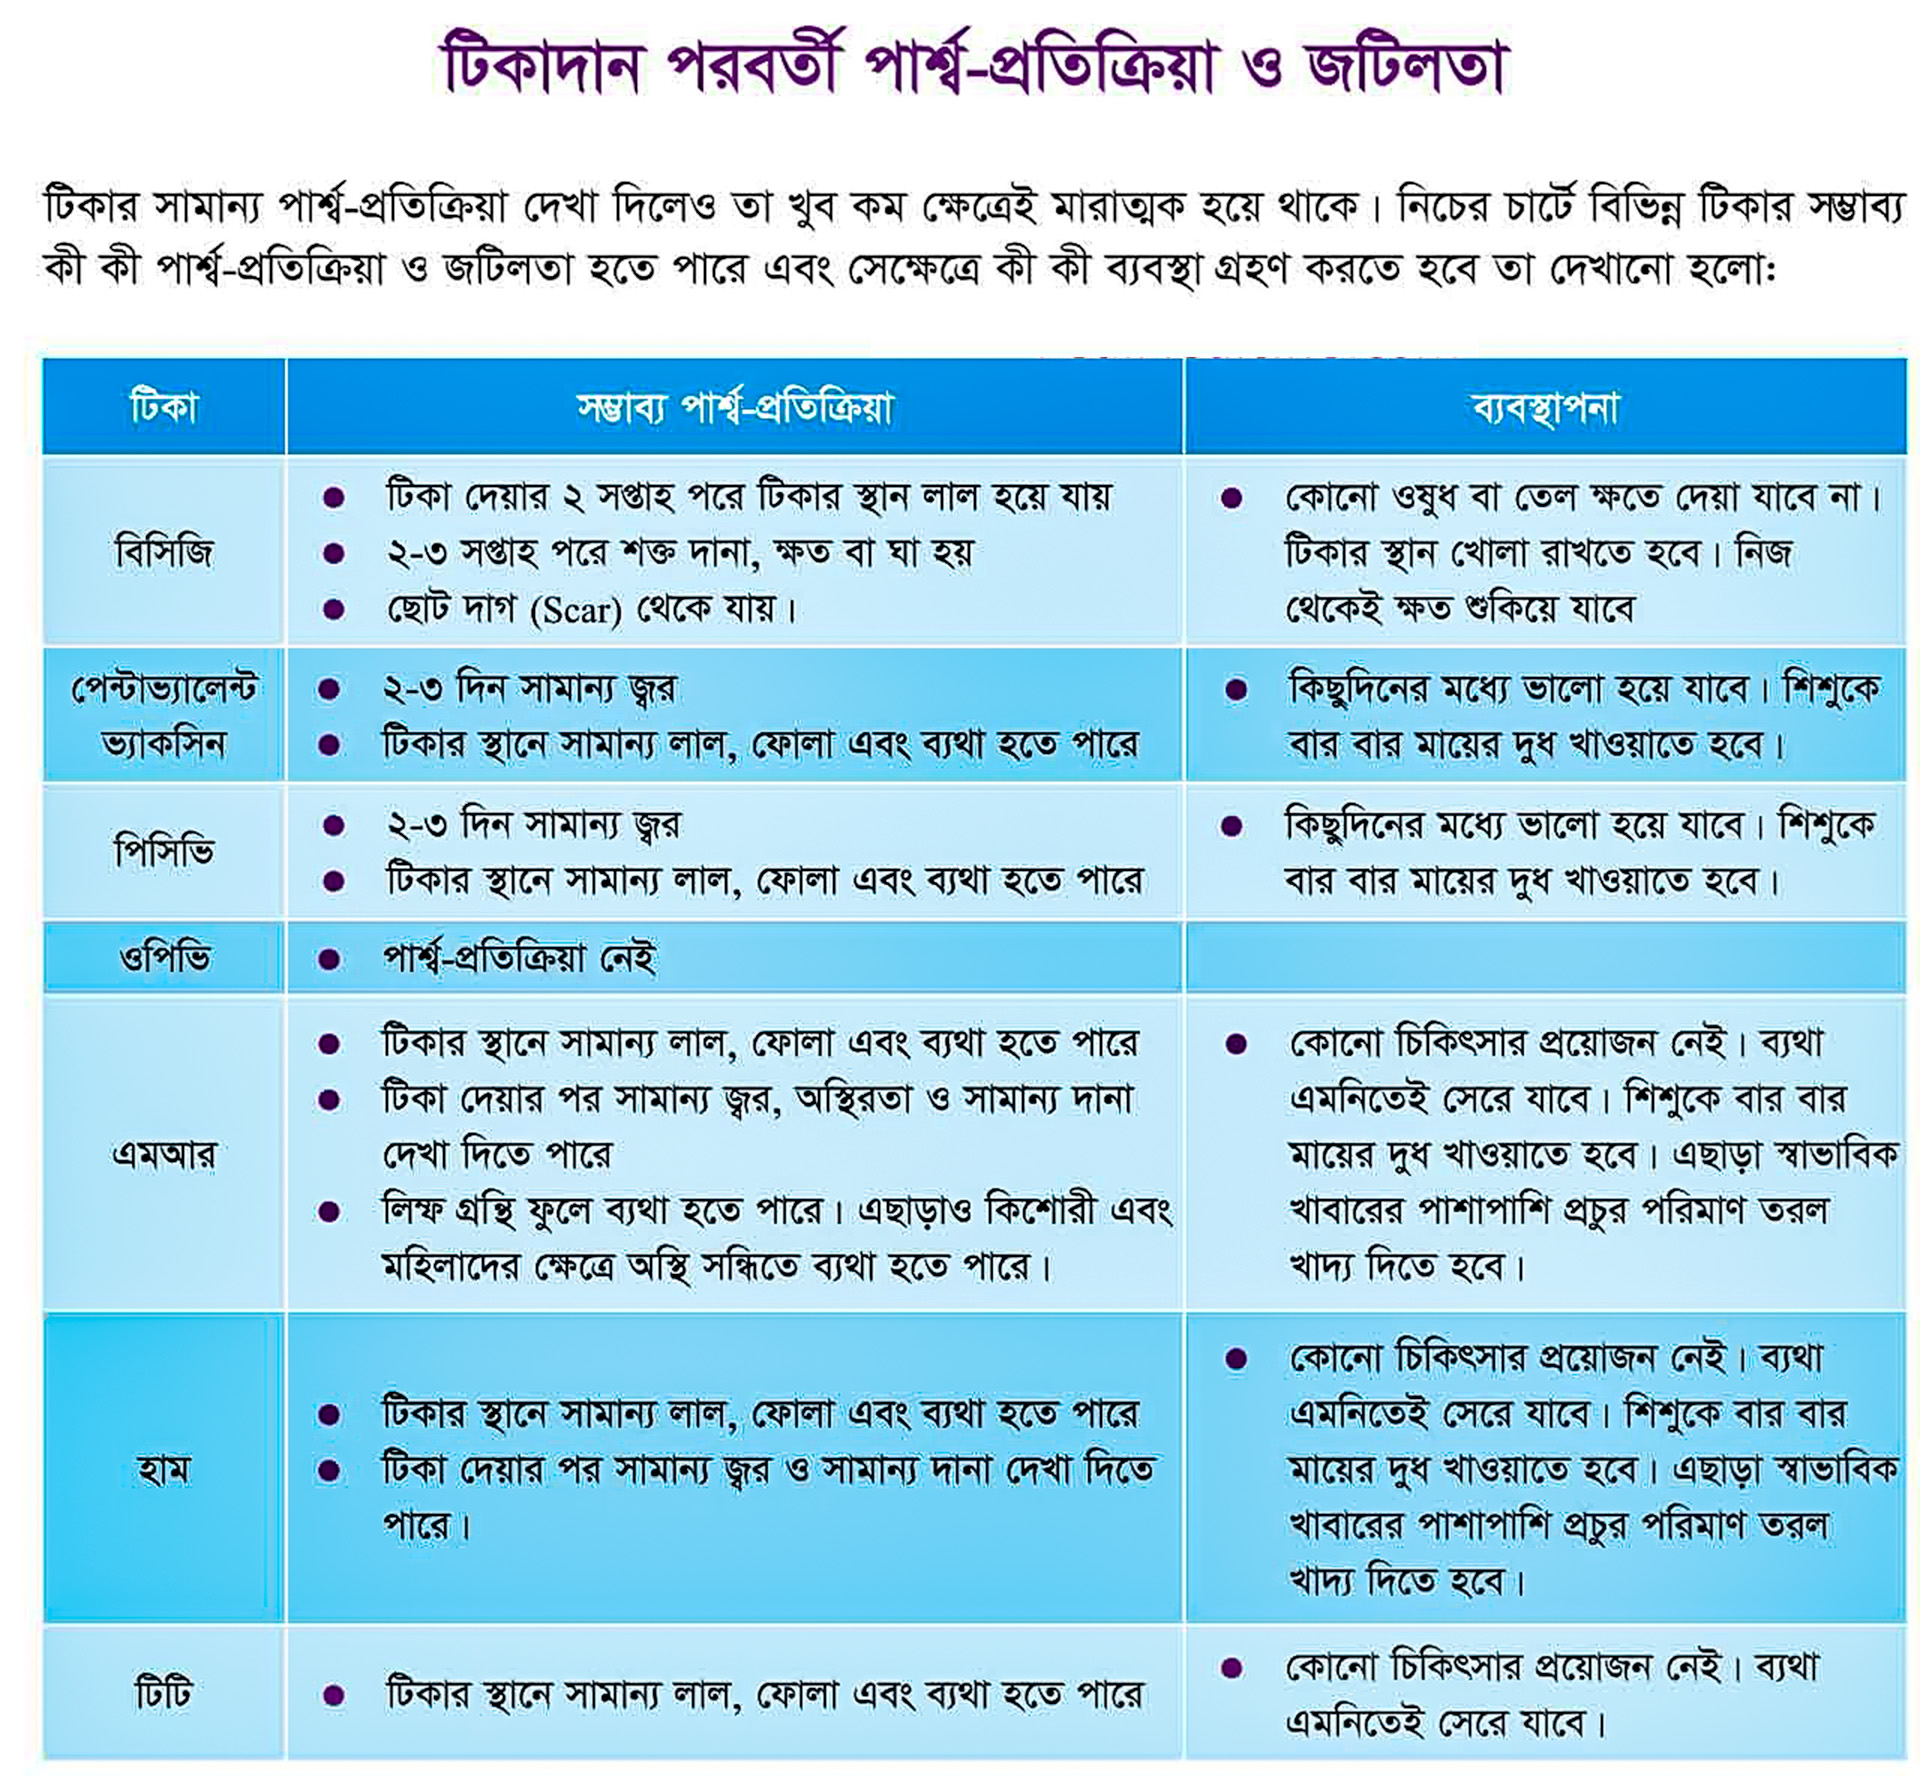 টিকাদান পরবর্তী পার্শ্ব-প্রতিক্রিয়া ও জটিলতা
টিকার সামান্য পার্শ্ব-প্রতিক্রিয়া দেখা দিলেও তা খুব কম ক্ষেত্রেই মারাত্মক হয়ে থাকে। নিচের চার্টে বিভিন্ন টিকার সম্ভাব্য
কী কী পার্শ্ব-প্রতিক্রিয়া ও জটিলতা হতে পারে এবং সেক্ষেত্রে কী কী ব্যবস্থা গ্রহণ করতে হবে তা দেখানো হলো:
টিকা
সম্ভাব্য পার্শ্ব-প্রতিক্রিয়া
ব্যবস্থাপনা
বিসিজি
● টিকা দেয়ার ২ সপ্তাহ পরে টিকার স্থান লাল হয়ে যায়
● ২-৩ সপ্তাহ পরে শক্ত দানা, ক্ষত বা ঘা হয়
● ছোট দাগ (Scar) থেকে যায়।
● কোনো ওষুধ বা তেল ক্ষতে দেয়া যাবে না।
টিকার স্থান খোলা রাখতে হবে। নিজ
থেকেই ক্ষত শুকিয়ে যাবে
পেন্টাভ্যালেন্ট
ভ্যাকসিন
● ২-৩ দিন সামান্য জ্বর
● টিকার স্থানে সামান্য লাল, ফোলা এবং ব্যথা হতে পারে
● কিছুদিনের মধ্যে ভালো হয়ে যাবে। শিশুকে
বার বার মায়ের দুধ খাওয়াতে হবে।
পিসিভি
● ২-৩ দিন সামান্য জ্বর
● টিকার স্থানে সামান্য লাল, ফোলা এবং ব্যথা হতে পারে
● কিছুদিনের মধ্যে ভালো হয়ে যাবে। শিশুকে
বার বার মায়ের দুধ খাওয়াতে হবে।
ওপিভি
● পার্শ্ব-প্রতিক্রিয়া নেই
এমআর
● টিকার স্থানে সামান্য লাল, ফোলা এবং ব্যথা হতে পারে
● টিকা দেয়ার পর সামান্য জ্বর, অস্থিরতা ও সামান্য দানা
দেখা দিতে পারে
● লিম্ফ গ্রন্থি ফুলে ব্যথা হতে পারে। এছাড়াও কিশোরী এবং
মহিলাদের ক্ষেত্রে অস্থি সন্ধিতে ব্যথা হতে পারে।
● কোনো চিকিৎসার প্রয়োজন নেই। ব্যথা
এমনিতেই সেরে যাবে। শিশুকে বার বার
মায়ের দুধ খাওয়াতে হবে। এছাড়া স্বাভাবিক
খাবারের পাশাপাশি প্রচুর পরিমাণ তরল
খাদ্য দিতে হবে।
হাম
● টিকার স্থানে সামান্য লাল, ফোলা এবং ব্যথা হতে পারে
● টিকা দেয়ার পর সামান্য জ্বর ও সামান্য দানা দেখা দিতে
পারে।
● কোনো চিকিৎসার প্রয়োজন নেই। ব্যথা
এমনিতেই সেরে যাবে। শিশুকে বার বার
মায়ের দুধ খাওয়াতে হবে। এছাড়া স্বাভাবিক
খাবারের পাশাপাশি প্রচুর পরিমাণ তরল
খাদ্য দিতে হবে।
টিটি
● টিকার স্থানে সামান্য লাল, ফোলা এবং ব্যথা হতে পারে
● কোনো চিকিৎসার প্রয়োজন নেই। ব্যথা
এমনিতেই সেরে যাবে।